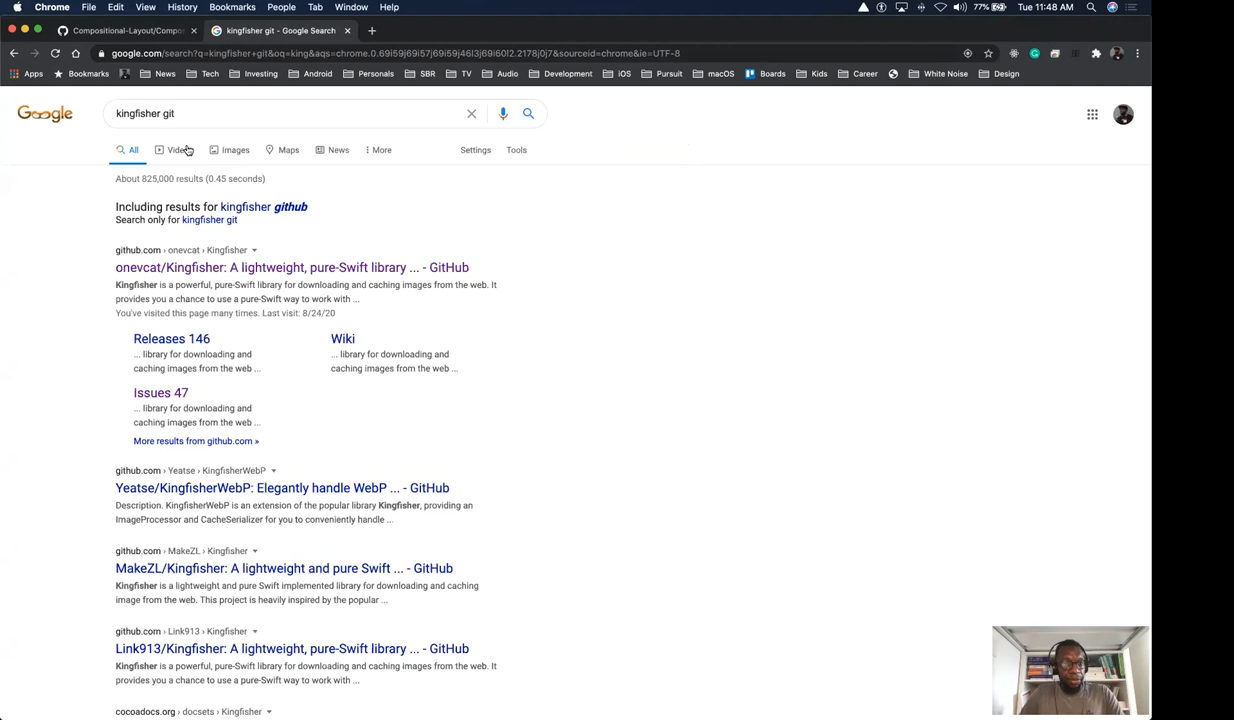 Chrome File Edit View History Bookmarks People Tab Window Help 77% Tue 11:48 AM
Compositional-Layout/Compo kingfisher git - Google Search
google.com/search?q=kingfisher+git&oq=king&aqs=chrome.0.69i59j69i57j69i59j46l3j69i60l2.2178j0j7&sourceid=chrome&ie=UTF-8
Apps Bookmarks News Tech Investing Android Personals SBR TV Audio Development iOS Pursuit macOS Boards Kids Career White Noise Design
Google kingfisher git
All Images Maps News More Settings Tools
About 825,000 results (0.45 seconds)
Including results for kingfisher github
Search only for kingfisher git
github.com › onevcat › Kingfisher
onevcat/Kingfisher: A lightweight, pure-Swift library ... - GitHub
Kingfisher is a powerful, pure-Swift library for downloading and caching images from the web. It
provides you a chance to use a pure-Swift way to work with ...
You've visited this page many times. Last visit: 8/24/20
Releases 146 Wiki
... library for downloading and ... library for downloading and
caching images from the web ... caching images from the web ...
Issues 47
... library for downloading and
caching images from the web ...
More results from github.com »
github.com › Yeatse › KingfisherWebP
Yeatse/KingfisherWebP: Elegantly handle WebP ... - GitHub
Description. KingfisherWebP is an extension of the popular library Kingfisher, providing an
ImageProcessor and CacheSerializer for you to conveniently handle ...
github.com › MakeZL › Kingfisher
MakeZL/Kingfisher: A lightweight and pure Swift ... - GitHub
Kingfisher is a lightweight and pure Swift implemented library for downloading and caching
image from the web. This project is heavily inspired by the popular ...
github.com › Link913 › Kingfisher
Link913/Kingfisher: A lightweight, pure-Swift library ... - GitHub
Kingfisher is a powerful, pure-Swift library for downloading and caching images from the web. It
provides you a chance to use a pure-Swift way to work with ...
cocoadocs.org › docsets › Kingfisher